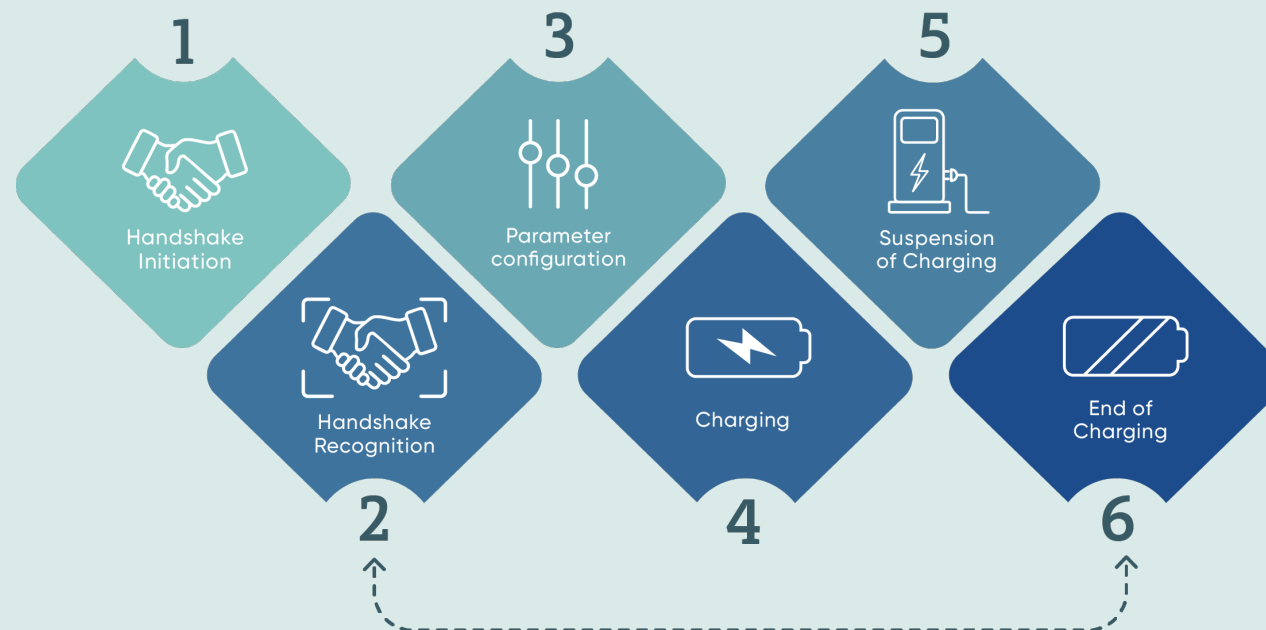 1
Handshake
Initiation
2
Handshake
Recognition
3
Parameter
configuration
4
Charging
5
Suspension
of Charging
6
End of
Charging